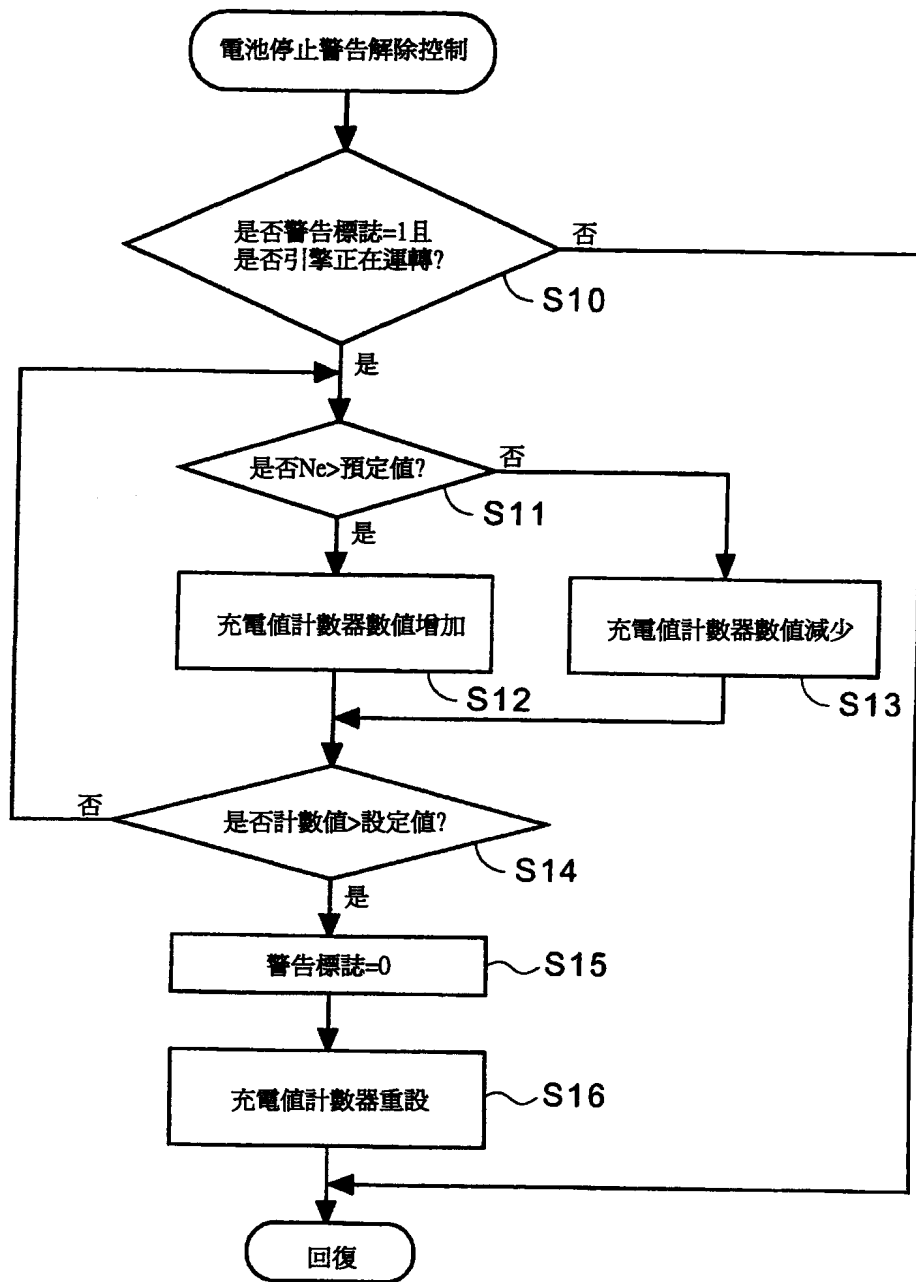 電池停止警告解除控制
是否警告標誌=1且
是否引擎正在運轉?
否
S10
是
是否Ne>預定值?
否
S11
是
充電值計數器數值增加
S12
充電值計數器數值減少
S13
否
是否計數值>設定值?
S14
是
警告標誌=0
S15
充電值計數器重設
S16
回復